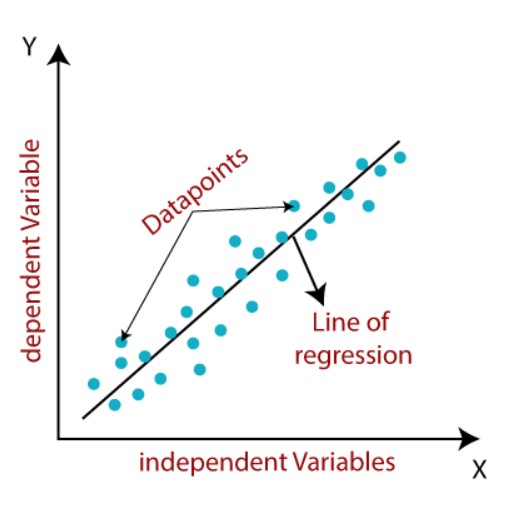 Y
dependent Variable
Datapoints
Line of
regression
independent Variables
X